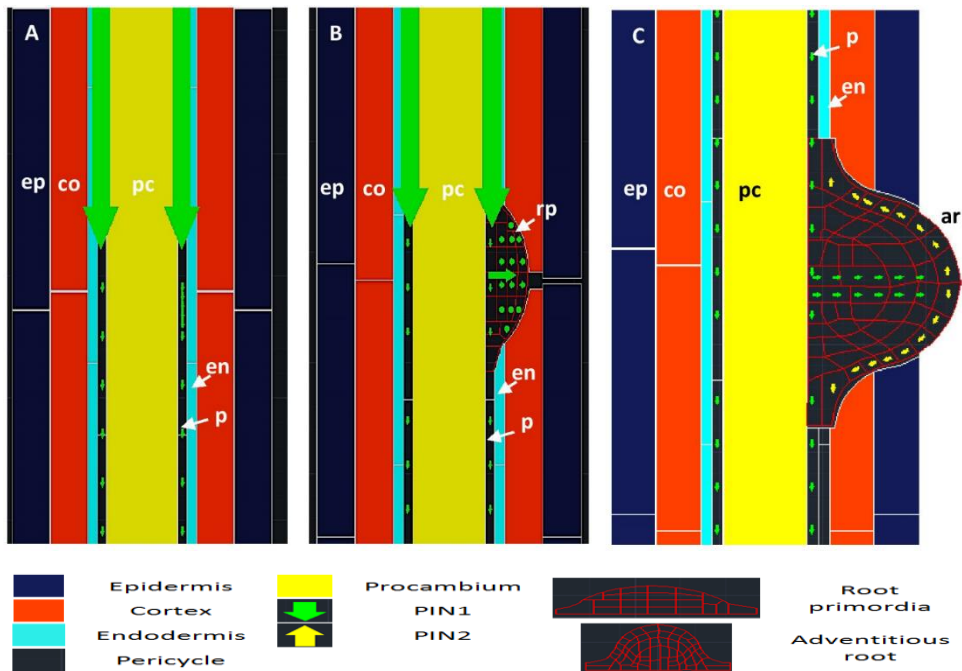 A
B
C
ep
co
pc
en
p
ep
co
pc
rp
en
p
ep
co
pc
p
en
ar
Epidermis
Cortex
Endodermis
Pericycle
Procambium
PIN1
PIN2
Root
primordia
Adventitious
root